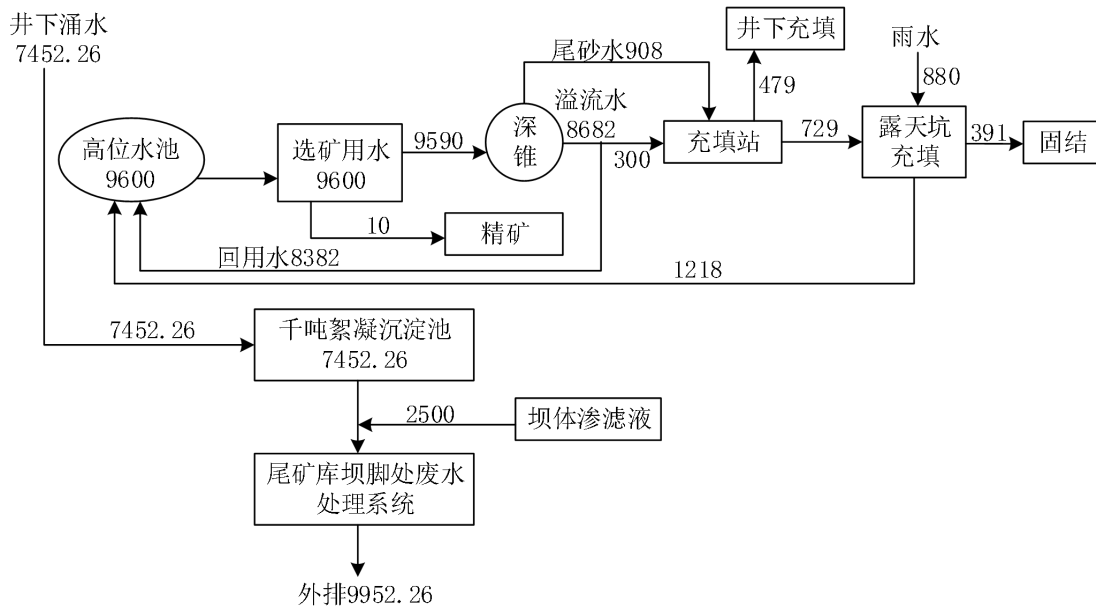 井下涌水
7452.26
高位水池
9600
选矿用水
9600
9590
10
精矿
深
锥
尾砂水908
溢流水
8682
300
回用水8382
充填站
479
井下充填
729
雨水
880
露天坑
充填
391
固结
1218
7452.26
千吨絮凝沉淀池
7452.26
2500
坝体渗滤液
尾矿库坝脚处废水
处理系统
外排9952.26